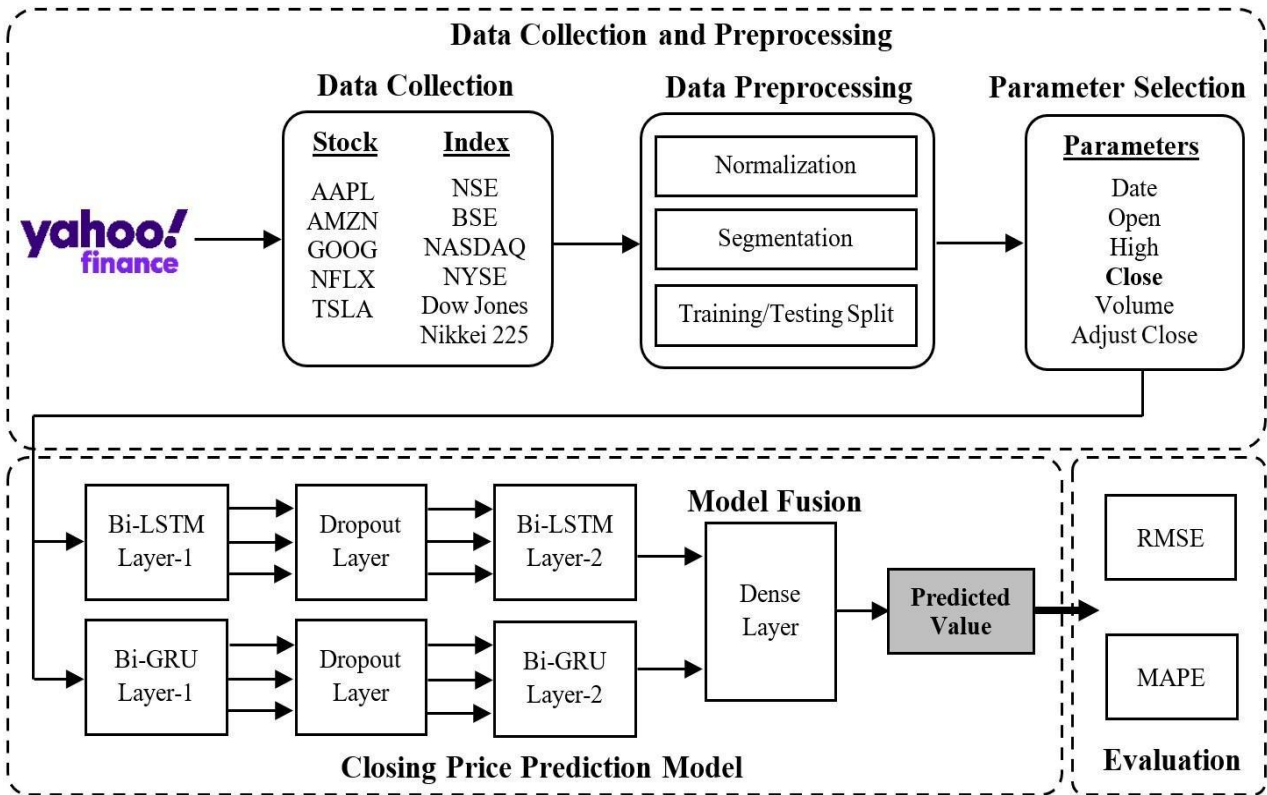 Data Collection and Preprocessing
Data Collection
Data Preprocessing
Parameter Selection
yahoo!
finance
Stock
AAPL
AMZN
GOOG
NFLX
TSLA
Index
NSE
BSE
NASDAQ
NYSE
Dow Jones
Nikkei 225
Normalization
Segmentation
Training/Testing Split
Parameters
Date
Open
High
Close
Volume
Adjust Close
Bi-LSTM
Layer-1
Dropout
Layer
Bi-LSTM
Layer-2
Bi-GRU
Layer-1
Dropout
Layer
Bi-GRU
Layer-2
Model Fusion
Dense
Layer
Predicted
Value
Closing Price Prediction Model
RMSE
MAPE
Evaluation